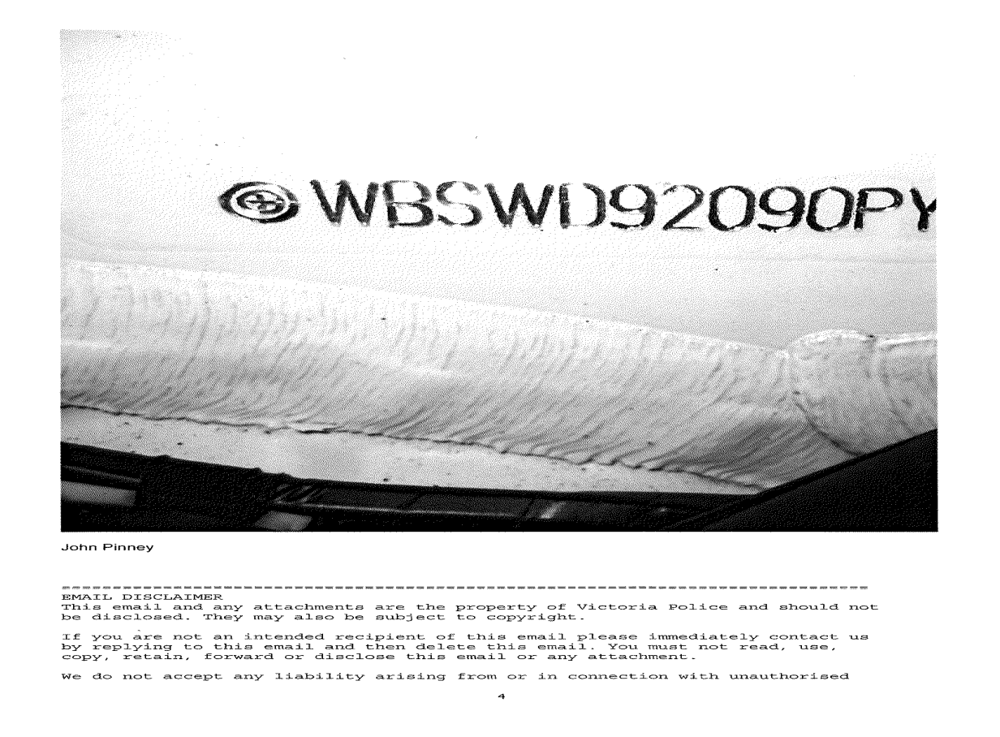 WBSWD92090PY
John Pinney
================================================================================
EMAIL DISCLAIMER
This email and any attachments are the property of Victoria Police and should not
be disclosed. They may also be subject to copyright.
If you are not an intended recipient of this email please immediately contact us
by replying to this email and then delete this email. You must not read, use,
copy, retain, forward or disclose this email or any attachment.
We do not accept any liability arising from or in connection with unauthorised
4